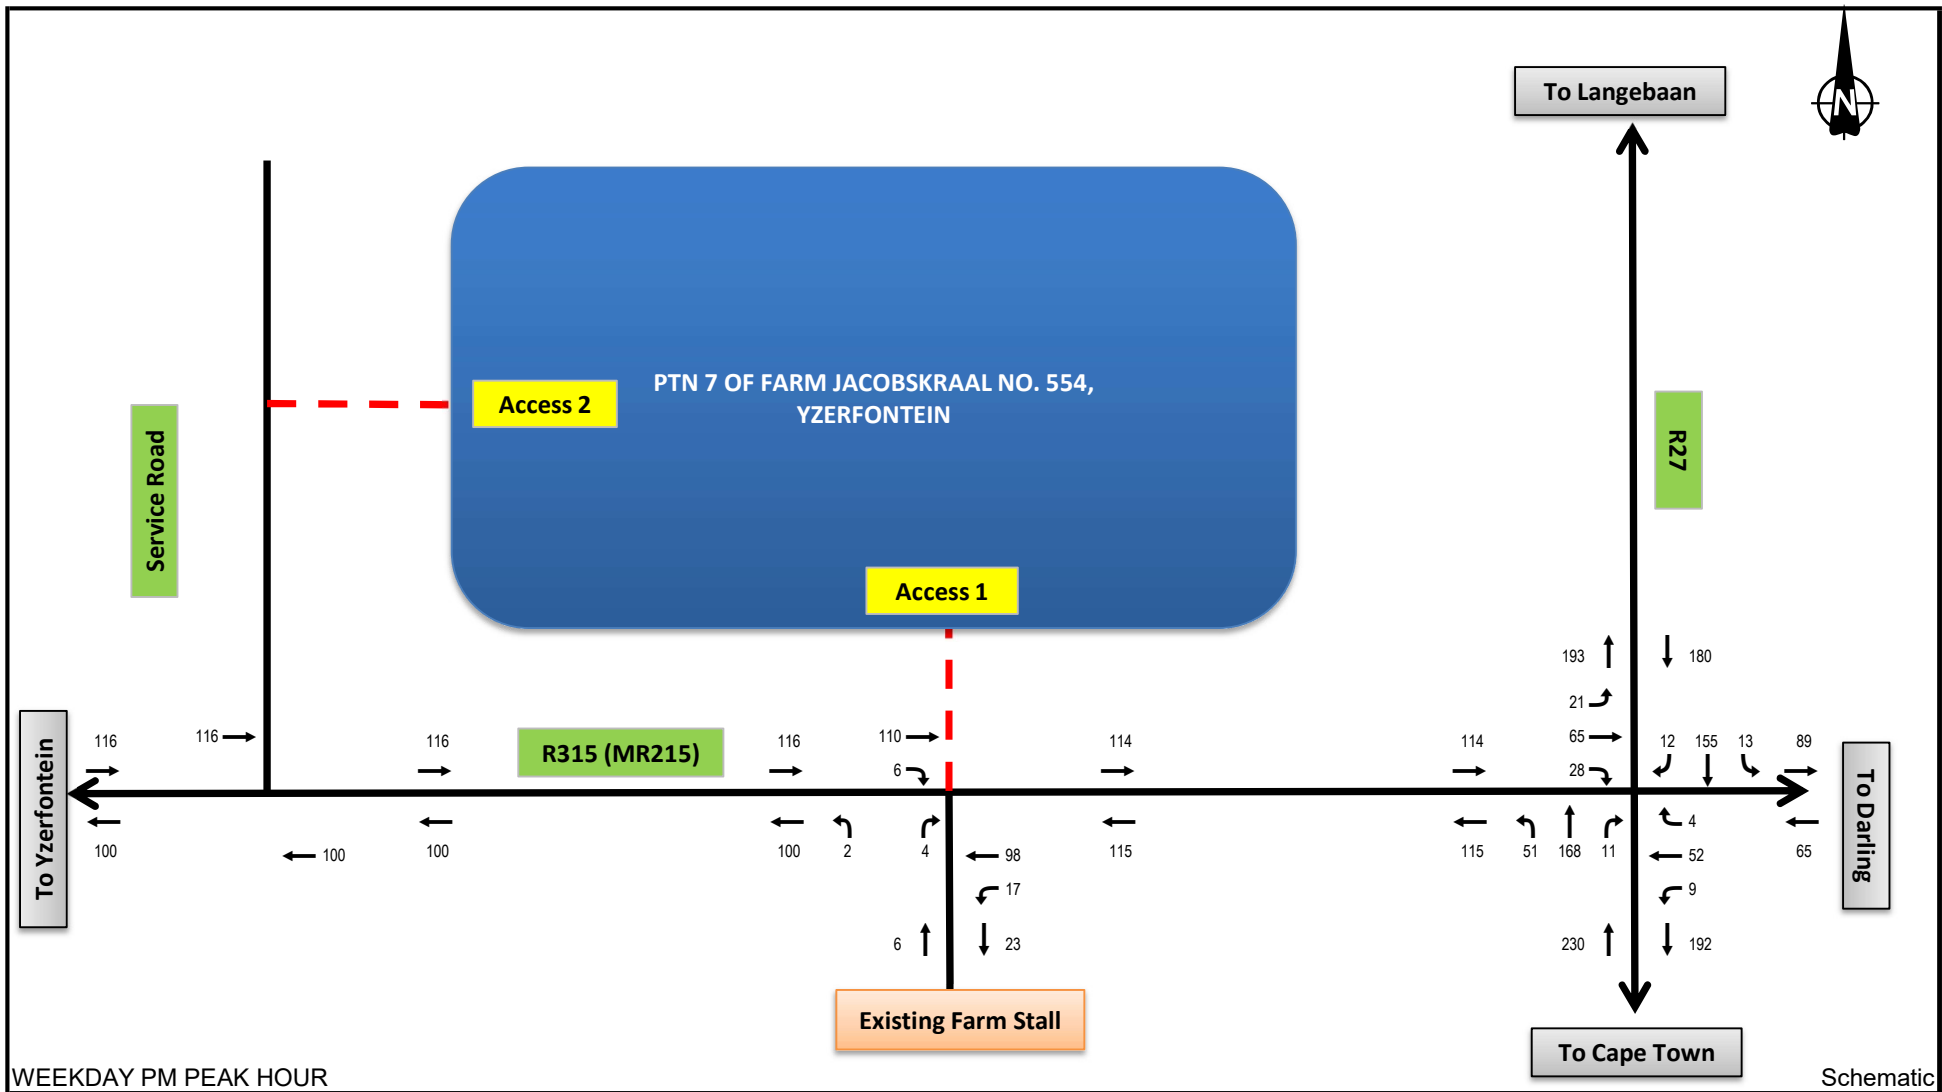 To Langebaan
N
PTN 7 OF FARM JACOBSKRAAL NO. 554,
YZERFONTEIN
Access 2
Service Road
R27
Access 1
193
180
21
116
116
116
R315 (MR215)
116
110
114
114
65
12
155
13
89
6
28
To Yzerfontein
To Darling
100
100
100
100
2
4
98
115
115
51
168
11
4
52
65
17
9
6
23
230
192
Existing Farm Stall
To Cape Town
WEEKDAY PM PEAK HOUR
Schematic